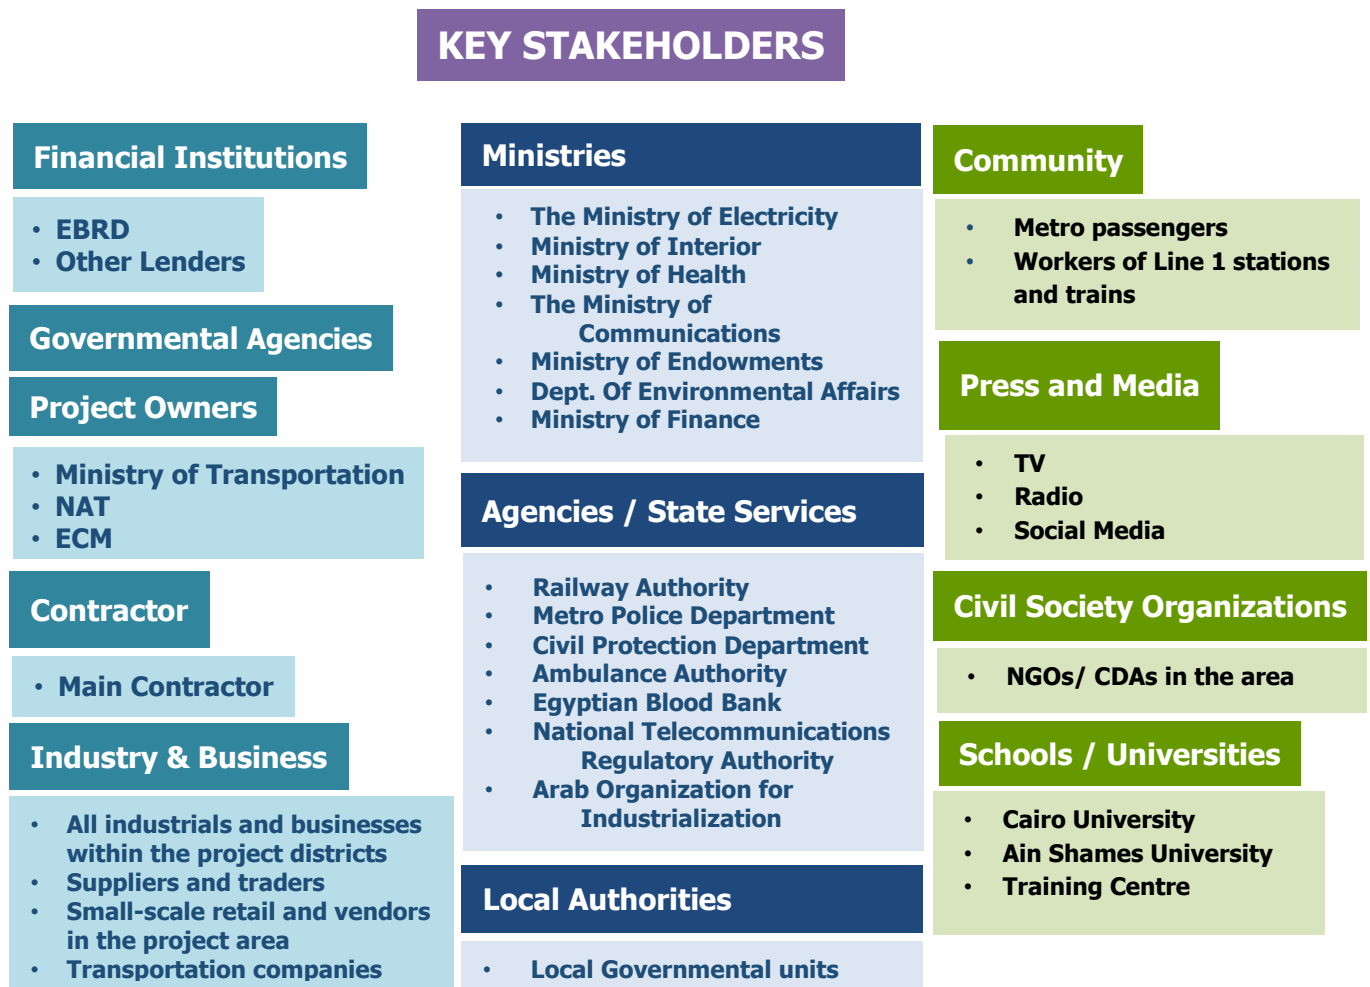 KEY STAKEHOLDERS
Financial Institutions
• EBRD
• Other Lenders
Governmental Agencies
Project Owners
• Ministry of Transportation
• NAT
• ECM
Contractor
• Main Contractor
Industry & Business
• All industrials and businesses
within the project districts
• Suppliers and traders
• Small-scale retail and vendors
in the project area
• Transportation companies
Ministries
• The Ministry of Electricity
• Ministry of Interior
• Ministry of Health
• The Ministry of
Communications
• Ministry of Endowments
• Dept. Of Environmental Affairs
• Ministry of Finance
Agencies / State Services
• Railway Authority
• Metro Police Department
• Civil Protection Department
• Ambulance Authority
• Egyptian Blood Bank
• National Telecommunications
Regulatory Authority
• Arab Organization for
Industrialization
Local Authorities
• Local Governmental units
Community
• Metro passengers
• Workers of Line 1 stations
and trains
Press and Media
• TV
• Radio
• Social Media
Civil Society Organizations
• NGOs/ CDAs in the area
Schools / Universities
• Cairo University
• Ain Shames University
• Training Centre